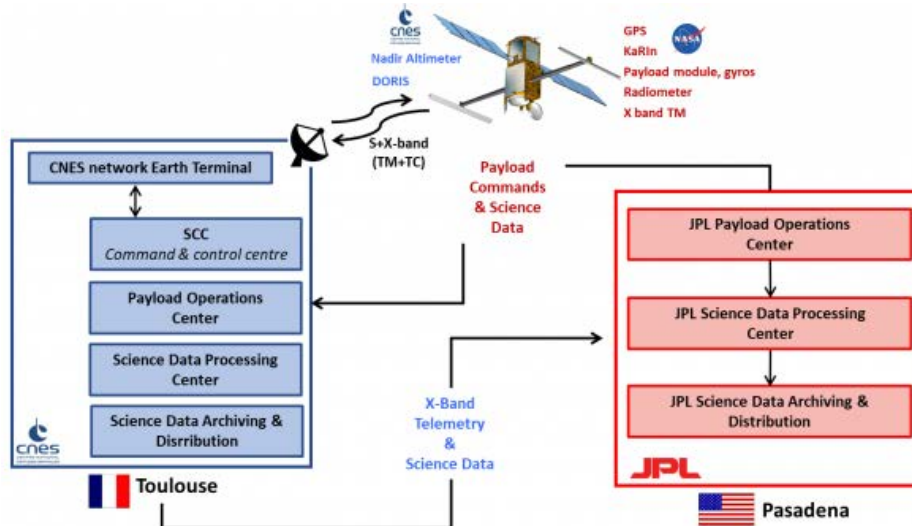 cnes
Nadir Altimeter
DORIS
GPS
KaRIn
Payload module, gyros
Radiometer
X band TM
NASA
S+X-band
(TM+TC)
CNES network Earth Terminal
SCC
Command & control centre
Payload Operations
Center
Science Data Processing
Center
Science Data Archiving &
Disrribution
cnes
Toulouse
Payload
Commands
& Science
Data
X-Band
Telemetry
&
Science Data
JPL Payload Operations
Center
JPL Science Data Processing
Center
JPL Science Data Archiving &
Distribution
JPL
Pasadena